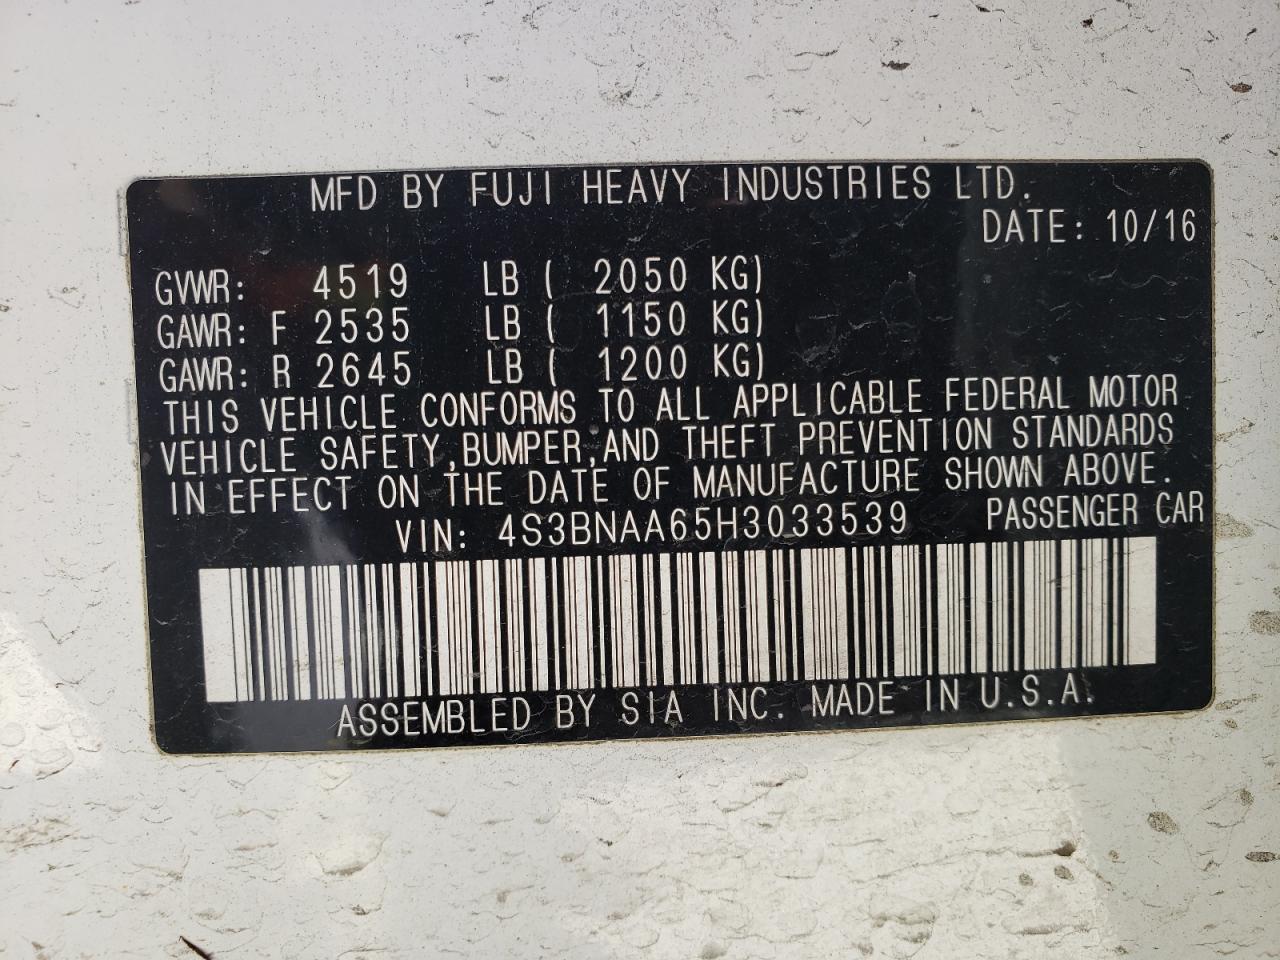 MFD BY FUJI HEAVY INDUSTRIES LTD.
DATE: 10/16
GVWR: 4519 LB ( 2050 KG)
GAWR: F 2535 LB ( 1150 KG)
GAWR: R 2645 LB ( 1200 KG)
THIS VEHICLE CONFORMS TO ALL APPLICABLE FEDERAL MOTOR
VEHICLE SAFETY,BUMPER,AND THEFT PREVENTION STANDARDS
IN EFFECT ON THE DATE OF MANUFACTURE SHOWN ABOVE.
VIN: 4S3BNAA65H3033539 PASSENGER CAR
ASSEMBLED BY SIA INC. MADE IN U.S.A.